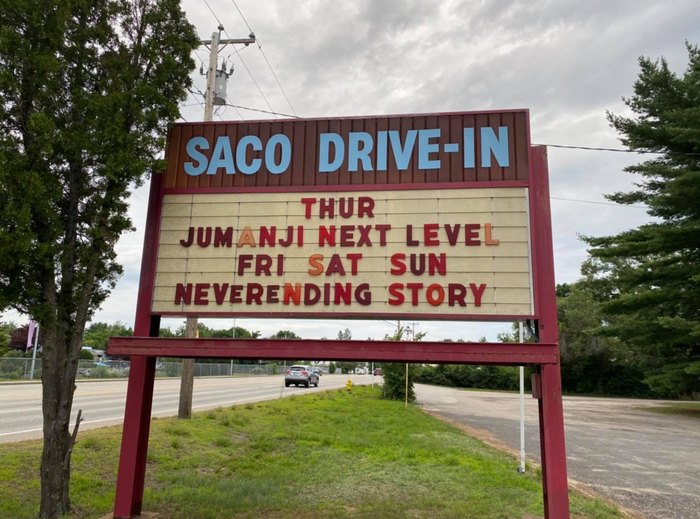 SACO DRIVE-IN
THUR
JUMANJI NEXT LEVEL
FRI SAT SUN
NEVERENDING STORY